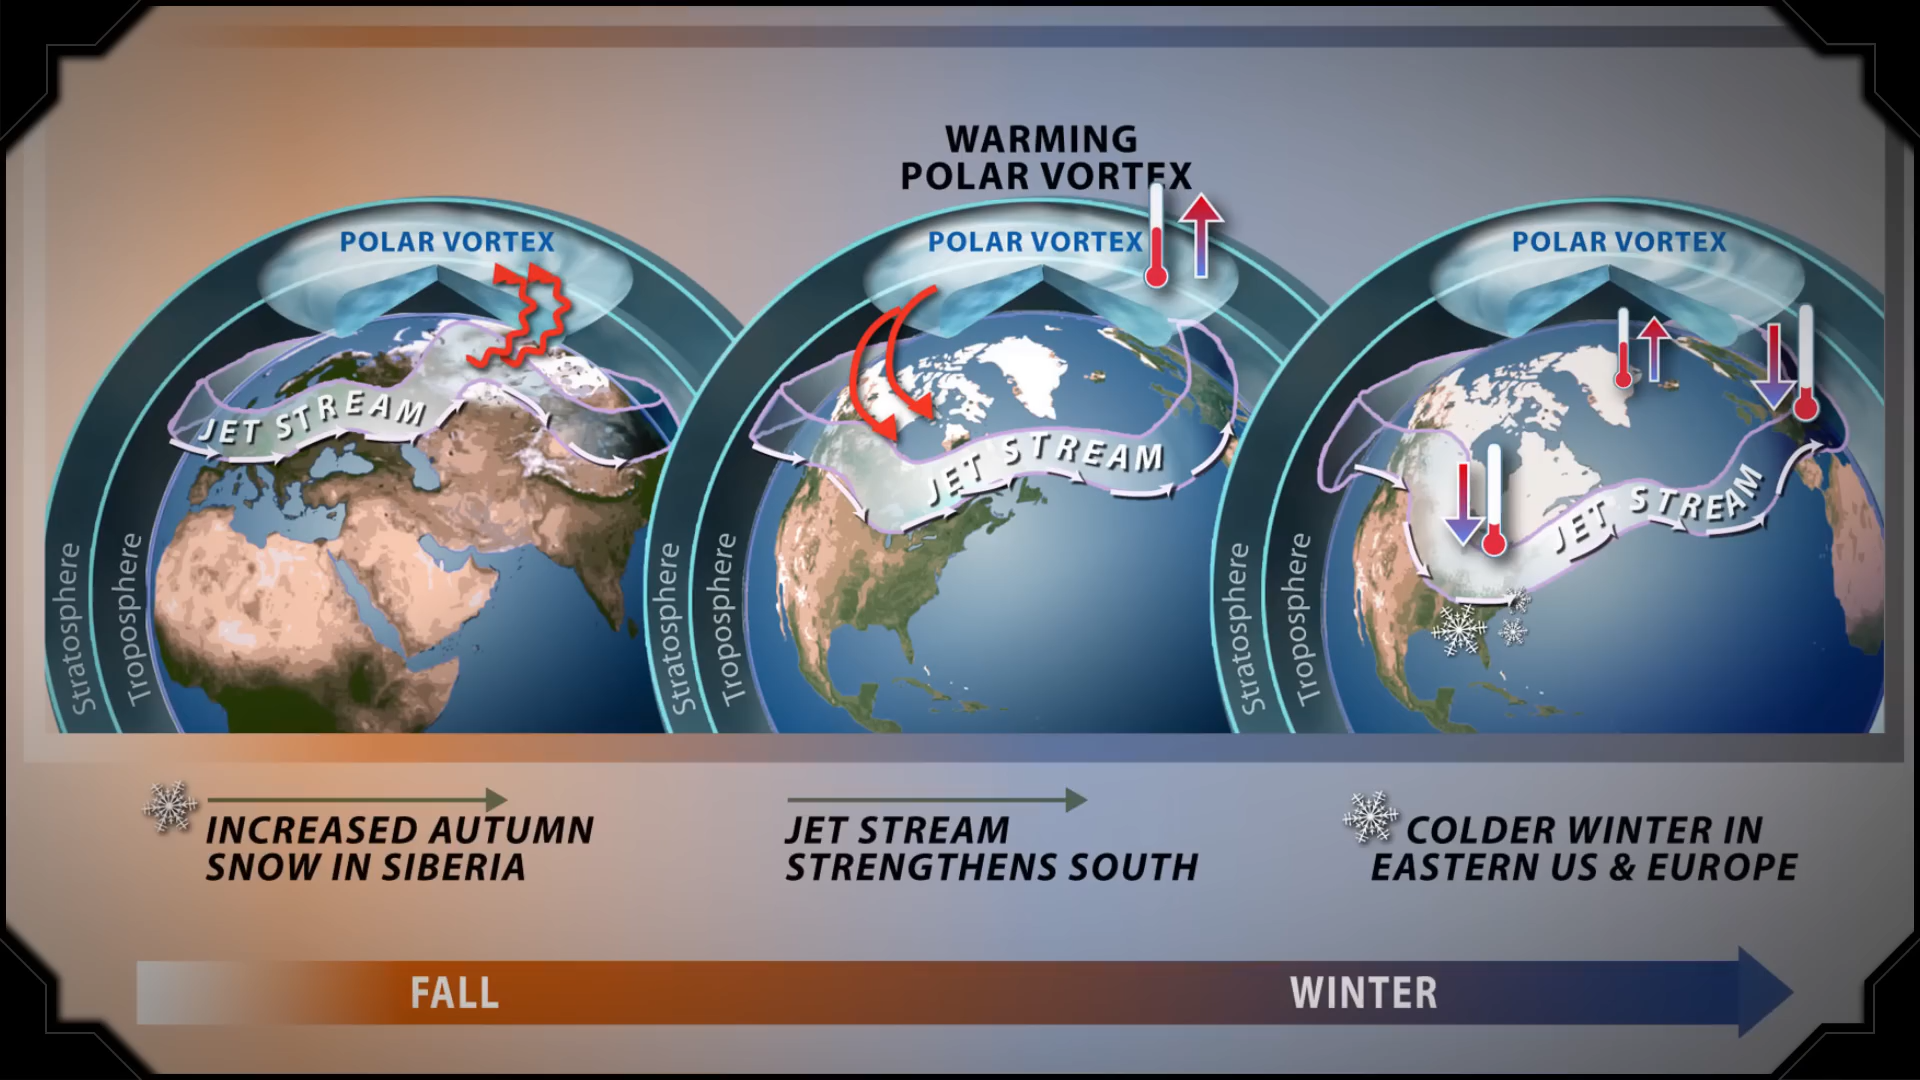 WARMING
POLAR VORTEX
POLAR VORTEX
JET STREAM
Stratosphere
Troposphere
POLAR VORTEX
JET STREAM
Stratosphere
Troposphere
POLAR VORTEX
JET STREAM
Stratosphere
Troposphere
INCREASED AUTUMN
SNOW IN SIBERIA
JET STREAM
STRENGTHENS SOUTH
COLDER WINTER IN
EASTERN US & EUROPE
FALL
WINTER